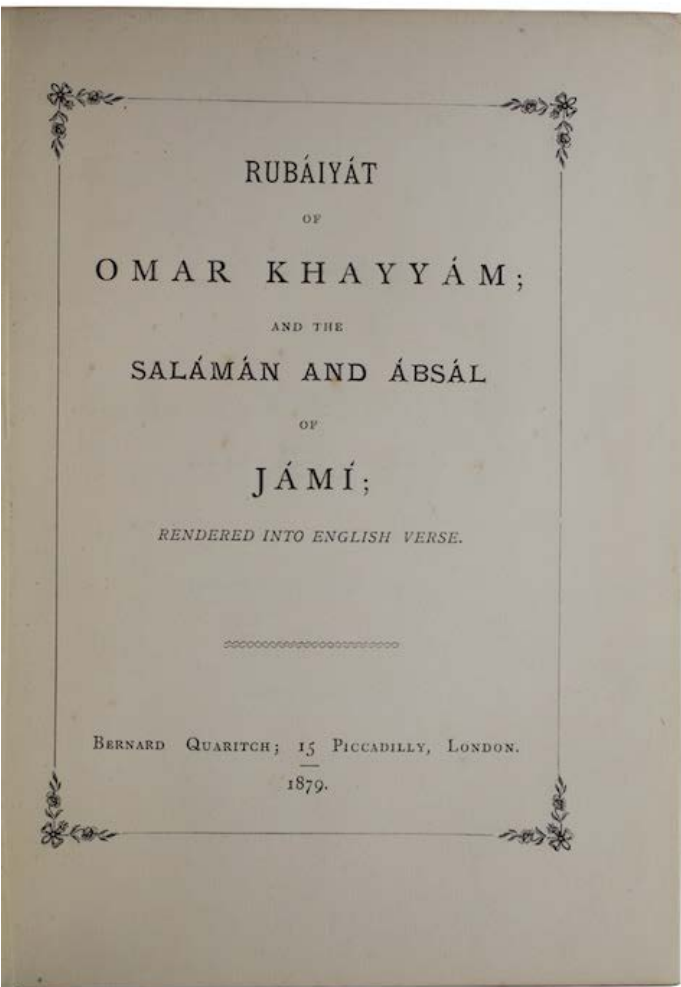 RUBÁIYÁT
OF
OMAR KHAYYÁM;
AND THE
SALÁMÁN AND ÁBSÁL
OF
JÁMÍ;
RENDERED INTO ENGLISH VERSE.
BERNARD QUARITCH; 15 PICCADILLY, LONDON.
1879.